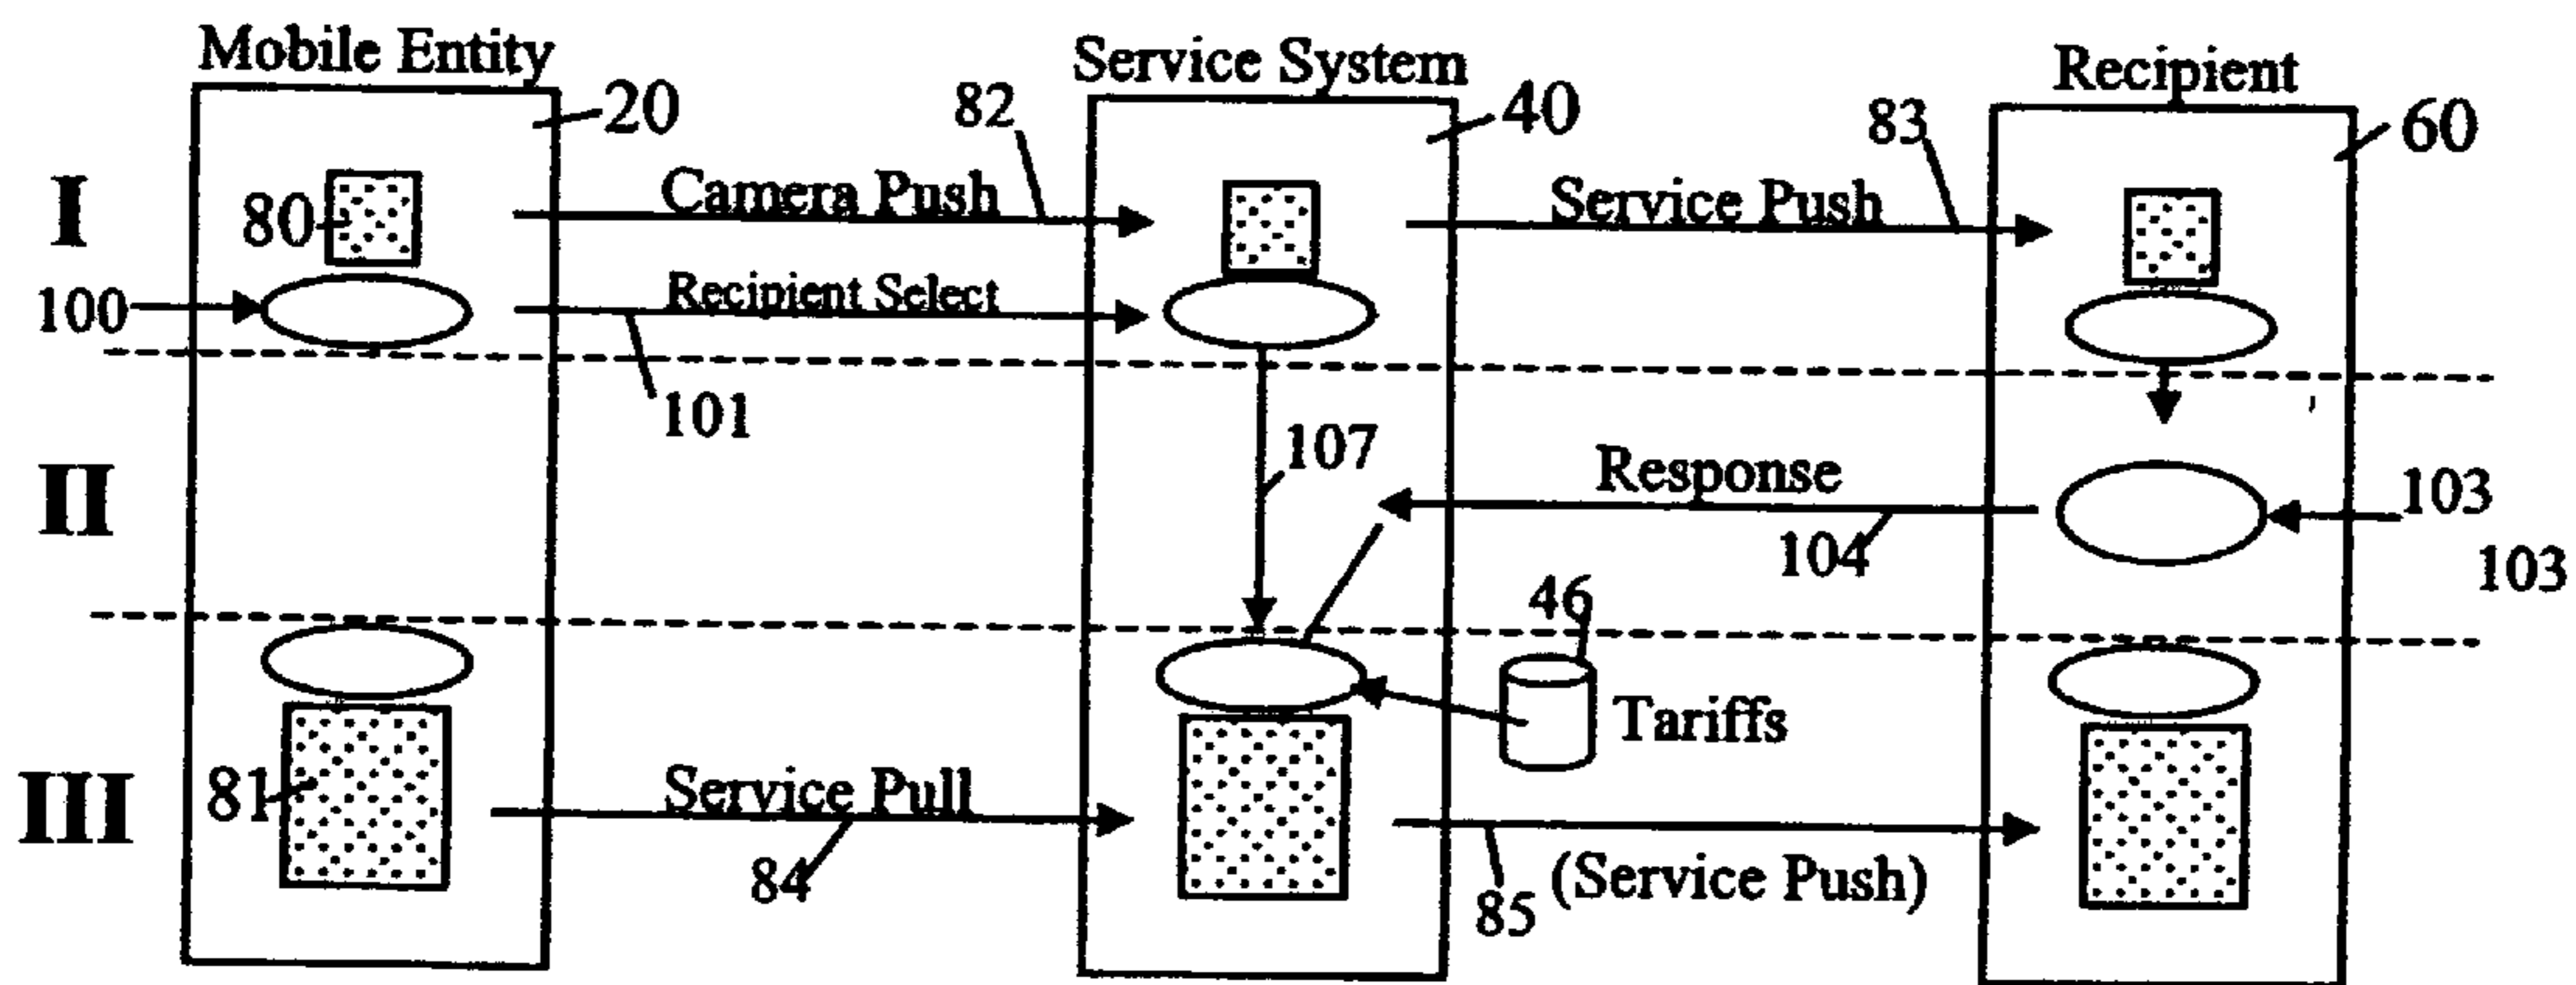 Mobile Entity
Service System
Recipient
20
82
40
83
60
I
80
Camera Push
Service Push
100
Recipient Select
101
II
107
Response
103
104
103
46
Tariffs
III
81
Service Pull
84
85
(Service Push)